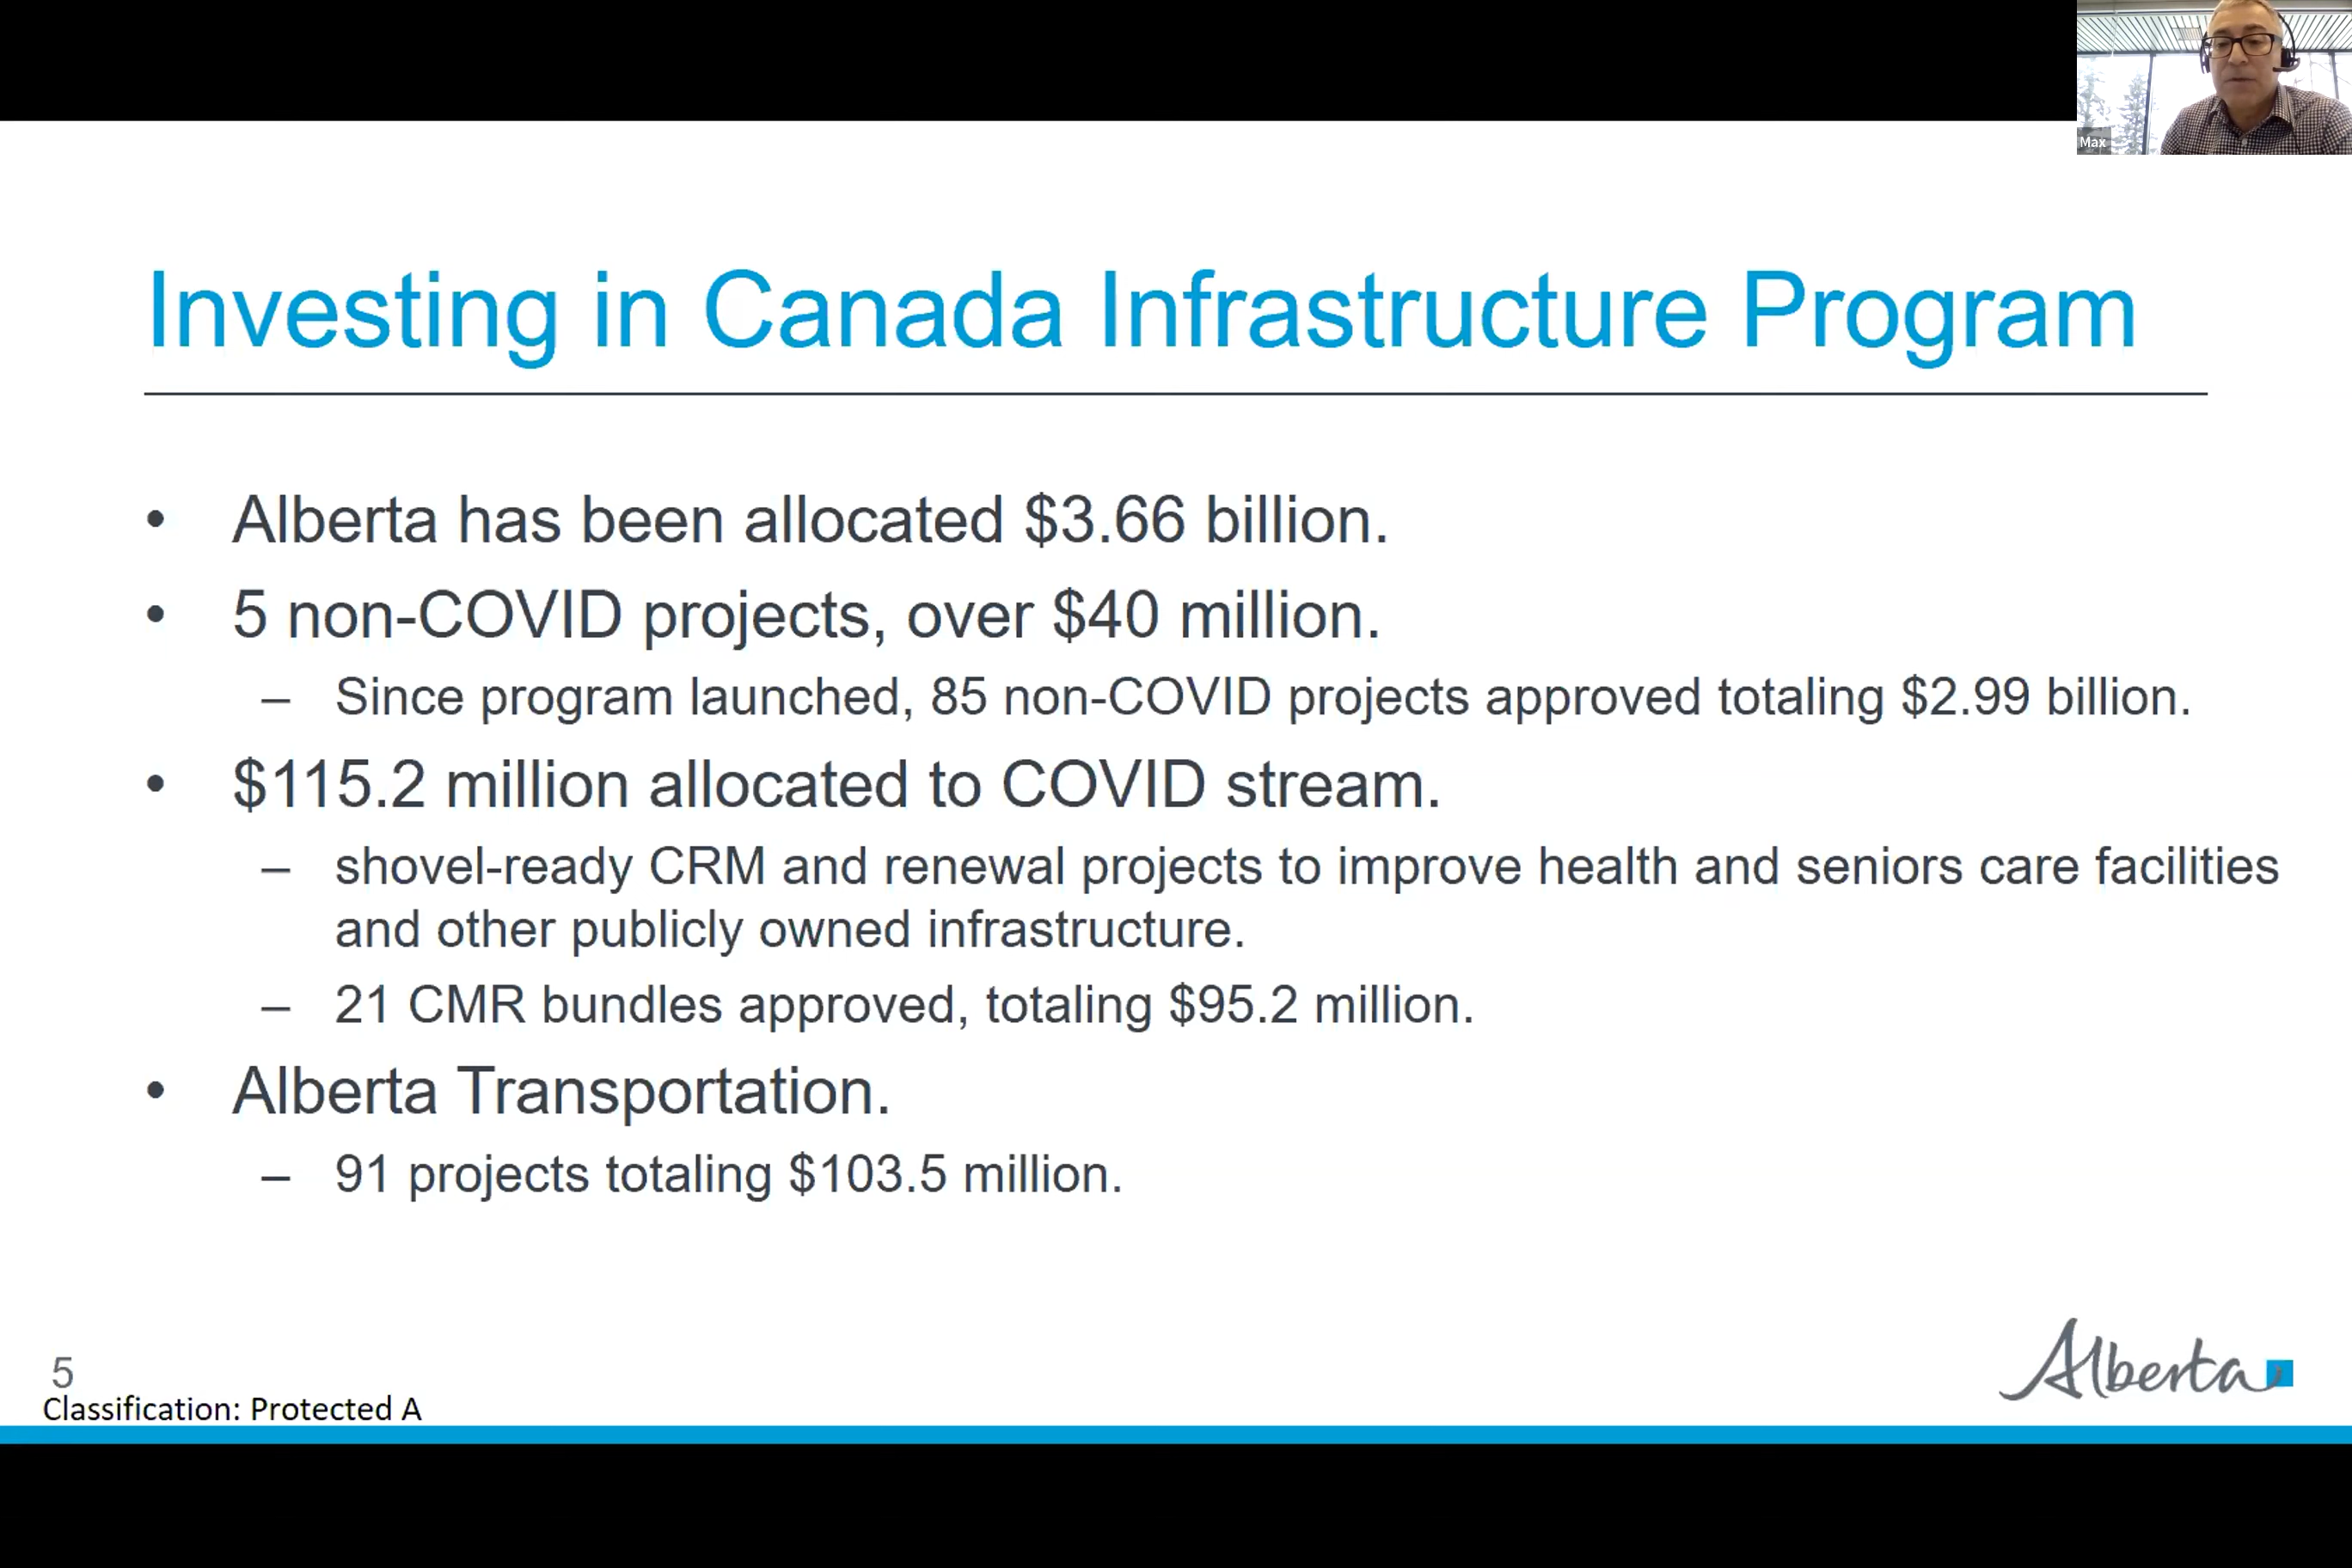 Max
Investing in Canada Infrastructure Program
• Alberta has been allocated $3.66 billion.
• 5 non-COVID projects, over $40 million.
– Since program launched, 85 non-COVID projects approved totaling $2.99 billion.
• $115.2 million allocated to COVID stream.
– shovel-ready CRM and renewal projects to improve health and seniors care facilities
and other publicly owned infrastructure.
– 21 CMR bundles approved, totaling $95.2 million.
• Alberta Transportation.
– 91 projects totaling $103.5 million.
5
Classification: Protected A
Alberta